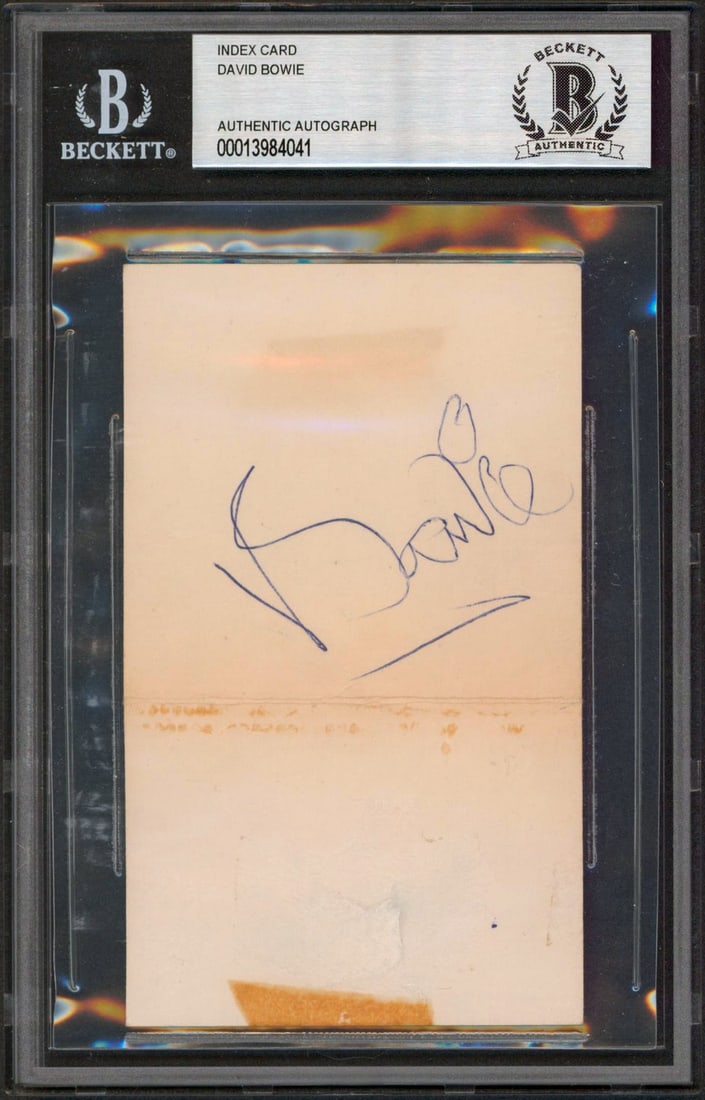 INDEX CARD
DAVID BOWIE
AUTHENTIC AUTOGRAPH
00013984041
B
BECKETT®
BECKETT
B
AUTHENTIC
Bowie